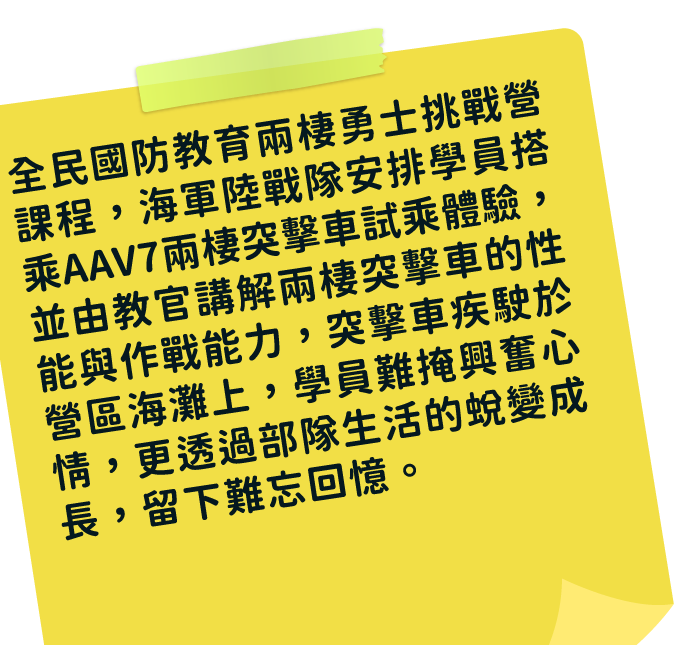 全民國防教育兩棲勇士挑戰營
課程，海軍陸戰隊安排學員搭
乘AAV7兩棲突擊車試乘體驗，
並由教官講解兩棲突擊車的性
能與作戰能力，突擊車疾駛於
營區海灘上，學員難掩興奮心
情，更透過部隊生活的蛻變成
長，留下難忘回憶。